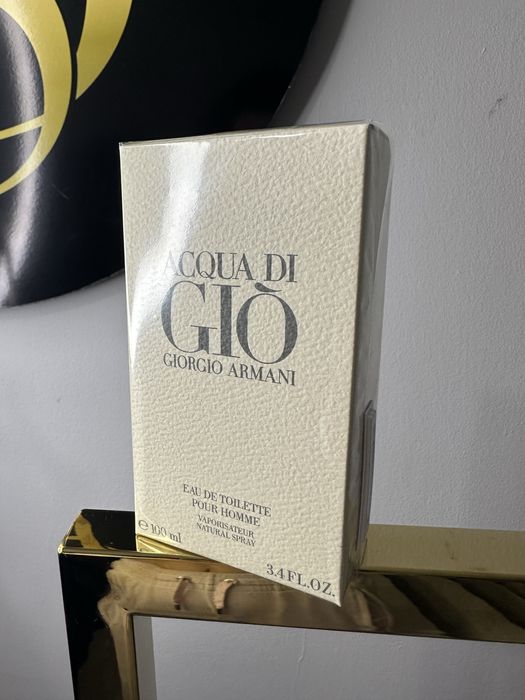 ACQUA DI
GIÒ
GIORGIO ARMANI
EAU DE TOILETTE
POUR HOMME
VAPORISATEUR
NATURAL SPRAY
℮ 100 ml
3.4 FL.OZ.